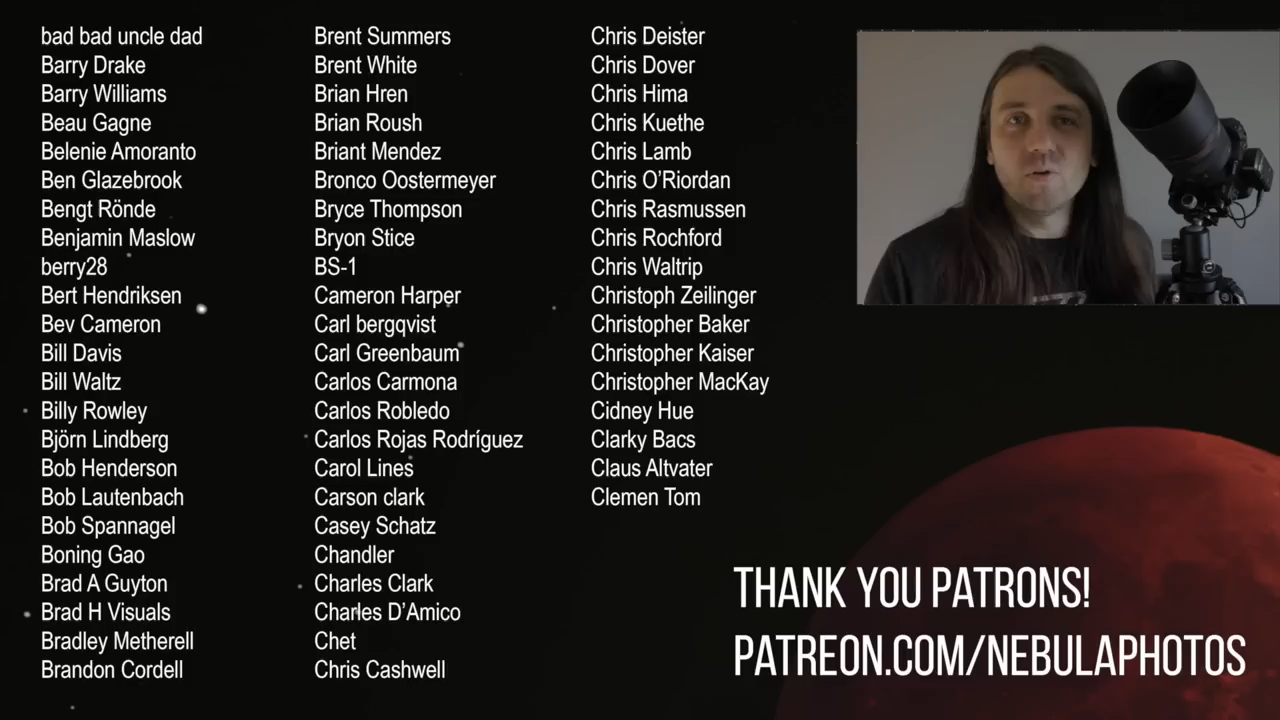 bad bad uncle dad
Barry Drake
Barry Williams
Beau Gagne
Belenie Amoranto
Ben Glazebrook
Bengt Rönde
Benjamin Maslow
berry28
Bert Hendriksen
Bev Cameron
Bill Davis
Bill Waltz
Billy Rowley
Björn Lindberg
Bob Henderson
Bob Lautenbach
Bob Spannagel
Boning Gao
Brad A Guyton
Brad H Visuals
Bradley Metherell
Brandon Cordell
Brent Summers
Brent White
Brian Hren
Brian Roush
Briant Mendez
Bronco Oostermeyer
Bryce Thompson
Bryon Stice
BS-1
Cameron Harper
Carl bergqvist
Carl Greenbaum
Carlos Carmona
Carlos Robledo
Carlos Rojas Rodríguez
Carol Lines
Carson clark
Casey Schatz
Chandler
Charles Clark
Charles D’Amico
Chet
Chris Cashwell
Chris Deister
Chris Dover
Chris Hima
Chris Kuethe
Chris Lamb
Chris O’Riordan
Chris Rasmussen
Chris Rochford
Chris Waltrip
Christoph Zeilinger
Christopher Baker
Christopher Kaiser
Christopher MacKay
Cidney Hue
Clarky Bacs
Claus Altvater
Clemen Tom
THANK YOU PATRONS!
PATREON.COM/NEBULAPHOTOS